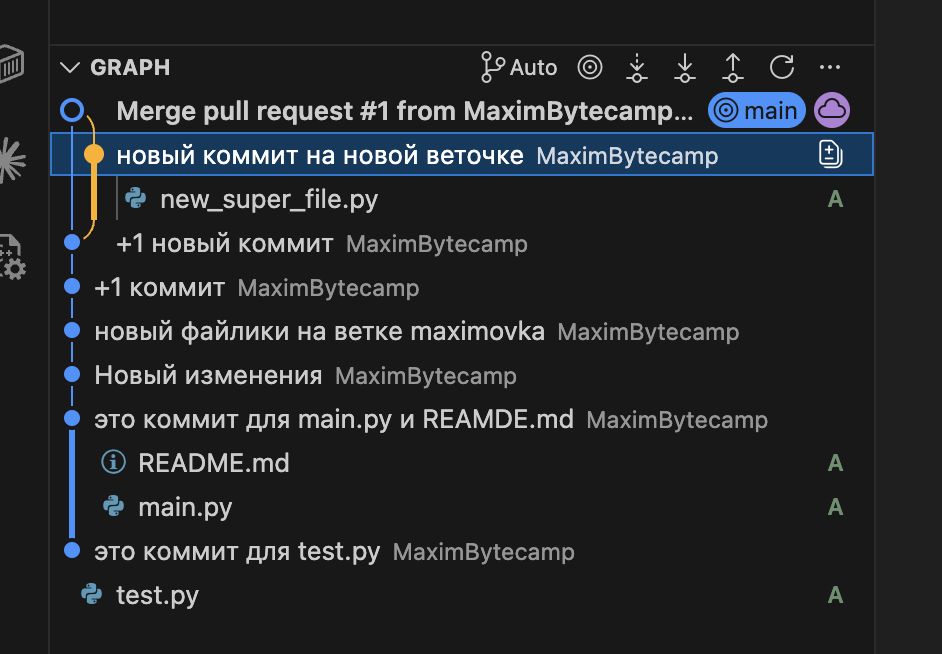 GRAPH Auto
Merge pull request #1 from MaximBytecamp... main
новый коммит на новой веточке MaximBytecamp
new_super_file.py A
+1 новый коммит MaximBytecamp
+1 коммит MaximBytecamp
новый файлики на ветке maximovka MaximBytecamp
Новый изменения MaximBytecamp
это коммит для main.py и REAMDE.md MaximBytecamp
README.md A
main.py A
это коммит для test.py MaximBytecamp
test.py A